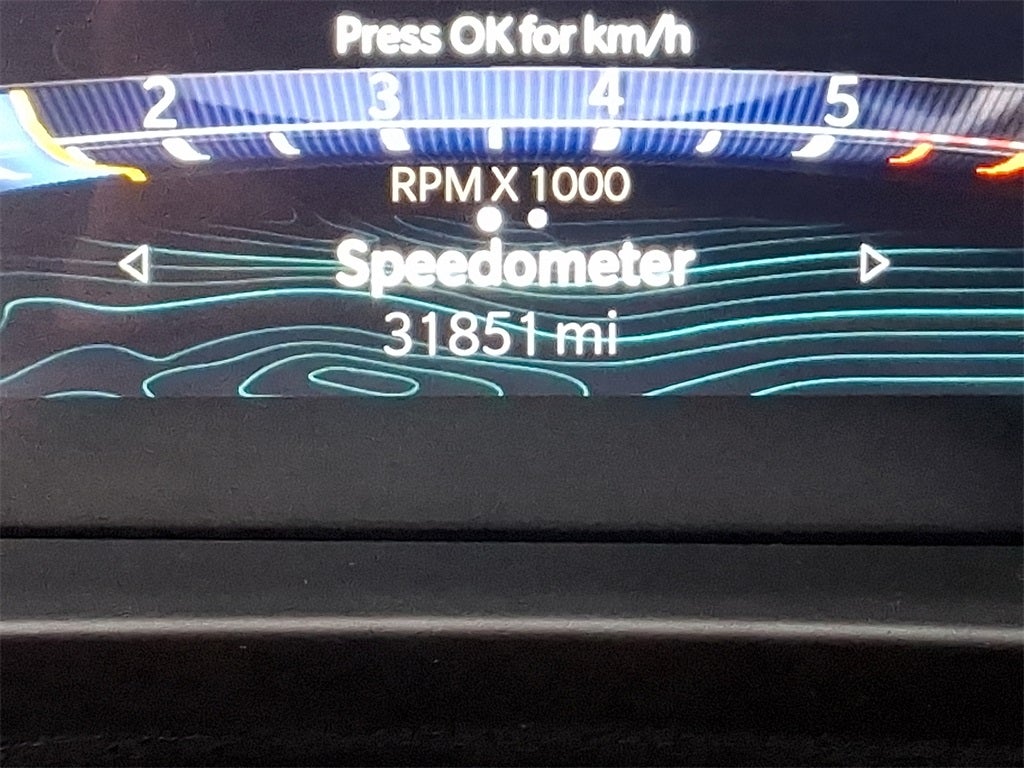 Press OK for km/h
2 3 4 5
RPM X 1000
Speedometer
31851 mi